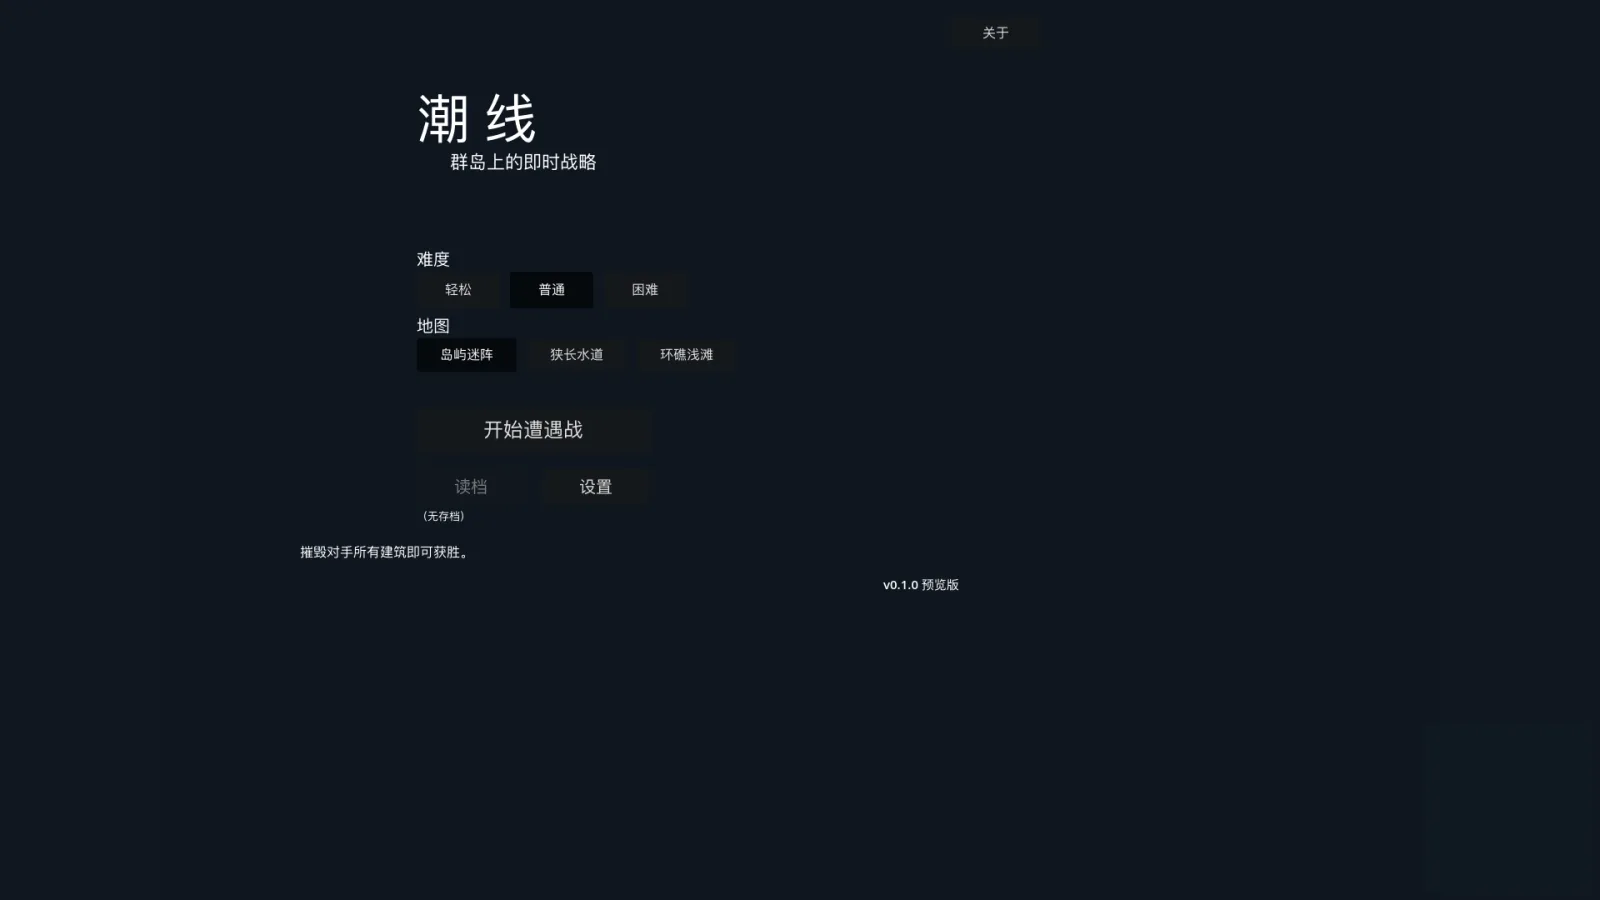 关于
潮 线
群岛上的即时战略
难度
轻松 普通 困难
地图
岛屿迷阵 狭长水道 环礁浅滩
开始遭遇战
读档 设置
（无存档）
摧毁对手所有建筑即可获胜。
v0.1.0 预览版